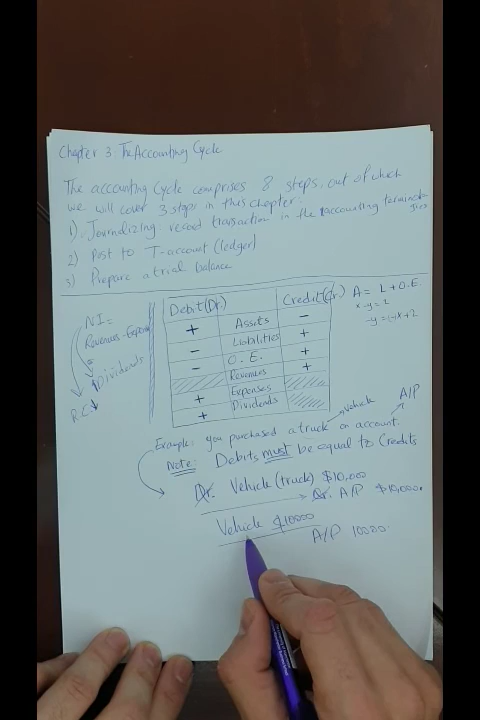 Chapter 3 The Accounting Cycle
The accounting cycle comprises 8 steps, out of which
we will cover 3 steps in this chapter:
1). Journalizing: record transaction in the accounting terminologies
2) Post to T-account (ledger)
3) Prepare a trial balance
Debit (Dr.) Credit (Cr.)
+ Assets -
- Liabilities +
- O.E. +
Revenues +
+ Expenses
+ Dividends
A = L + O.E.
x-y=2
-y=-x+2
NI=
Revenues-Expens
Dividends
RE↓
Example: you purchased a truck on account.
vehicle
A/P
Note: Debits must be equal to Credits
Dr. Vehicle (truck) $10,000
Cr. A/P $10,000.
Vehicle $10000
A/P 10000.